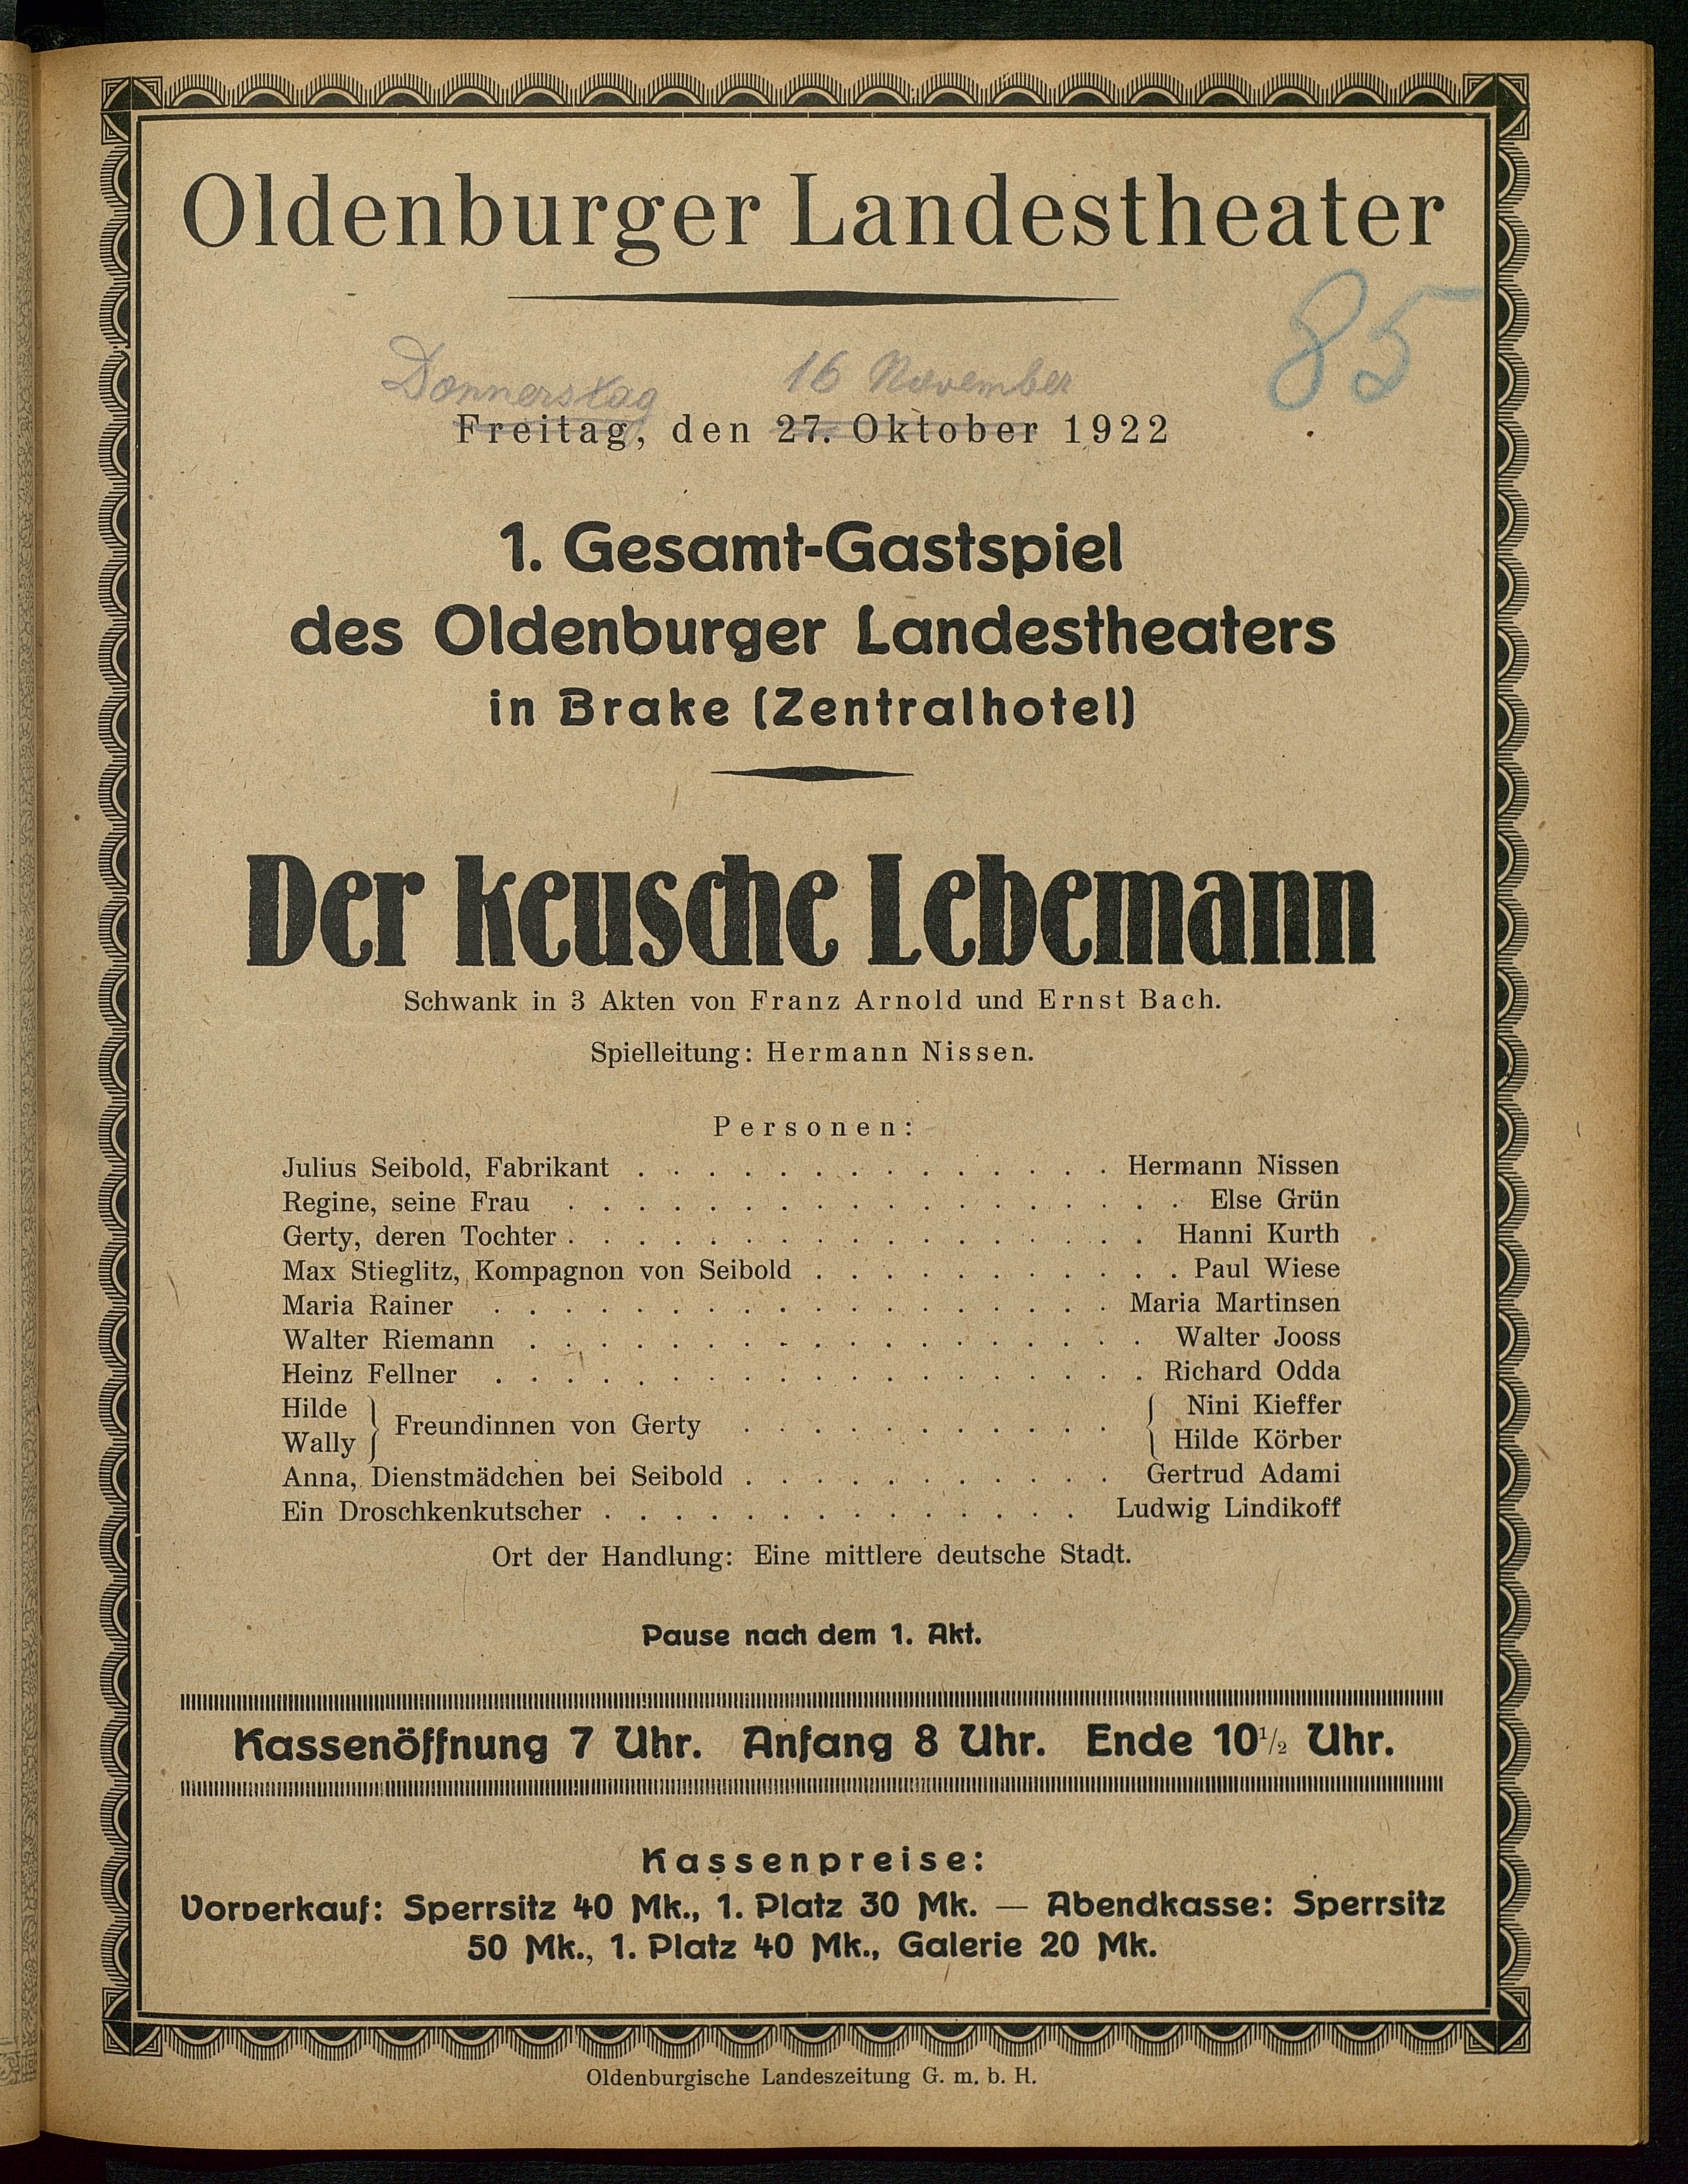 Oldenburger Landestheater
85
Donnerstag 16 November
Freitag, den 27. Oktober 1922
1. Gesamt-Gastspiel
des Oldenburger Landestheaters
in Brake (Zentralhotel)
Der keusche Lebemann
Schwank in 3 Akten von Franz Arnold und Ernst Bach.
Spielleitung: Hermann Nissen.
Personen:
Julius Seibold, Fabrikant . . . . . . . . . . . . . . Hermann Nissen
Regine, seine Frau . . . . . . . . . . . . . . . . . . Else Grün
Gerty, deren Tochter . . . . . . . . . . . . . . . . . Hanni Kurth
Max Stieglitz, Kompagnon von Seibold . . . . . . . . . . . Paul Wiese
Maria Rainer . . . . . . . . . . . . . . . . . . Maria Martinsen
Walter Riemann . . . . . . . . . . . . . . . . . . Walter Jooss
Heinz Fellner . . . . . . . . . . . . . . . . . . . Richard Odda
Hilde } Freundinnen von Gerty . . . . . . . . . . . { Nini Kieffer
Wally } { Hilde Körber
Anna, Dienstmädchen bei Seibold . . . . . . . . . . . Gertrud Adami
Ein Droschkenkutscher . . . . . . . . . . . . . . Ludwig Lindikoff
Ort der Handlung: Eine mittlere deutsche Stadt.
Pause nach dem 1. Akt.
Kassenöffnung 7 Uhr. Anfang 8 Uhr. Ende 10½ Uhr.
Kassenpreise:
Vorverkauf: Sperrsitz 40 Mk., 1. Platz 30 Mk. — Abendkasse: Sperrsitz
50 Mk., 1. Platz 40 Mk., Galerie 20 Mk.
Oldenburgische Landeszeitung G. m. b. H.